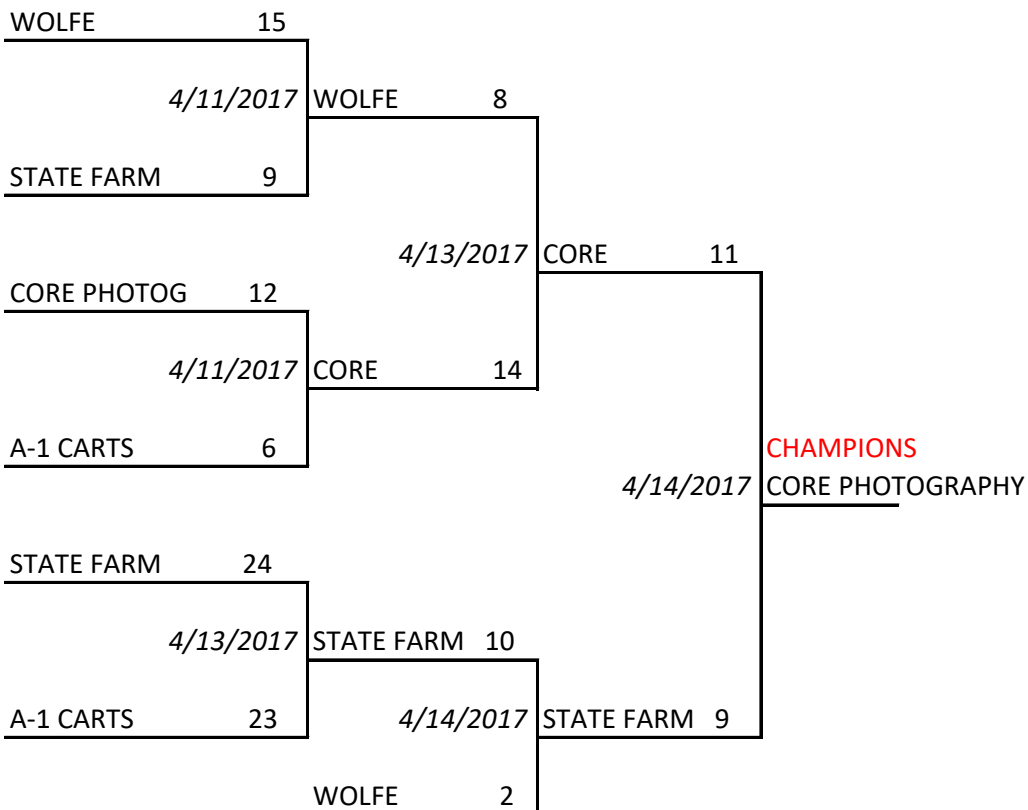 WOLFE 15
4/11/2017 WOLFE 8
STATE FARM 9
4/13/2017 CORE 11
CORE PHOTOG 12
4/11/2017 CORE 14
A-1 CARTS 6
CHAMPIONS
4/14/2017 CORE PHOTOGRAPHY
STATE FARM 24
4/13/2017 STATE FARM 10
A-1 CARTS 23
4/14/2017 STATE FARM 9
WOLFE 2